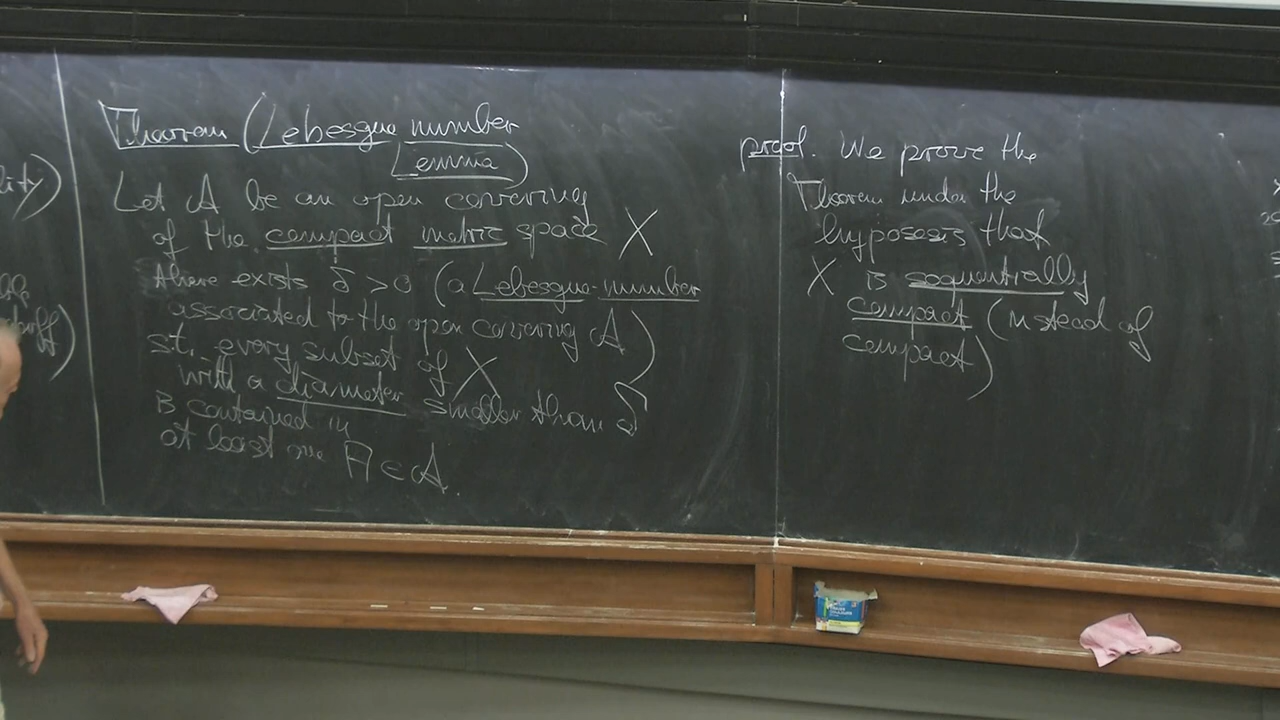 lity)
Theorem (Lebesgue number
Lemma)
Let A be an open covering
of the compact metric space X
there exists δ > 0 (a Lebesgue-number
associated to the open covering A)
s.t. every subset of X
with a diameter smaller than δ
is contained in
at least one A ∈ A.
proof. We prove the
Theorem under the
hyposesis that
X is sequentially
compact (instead of
compact)